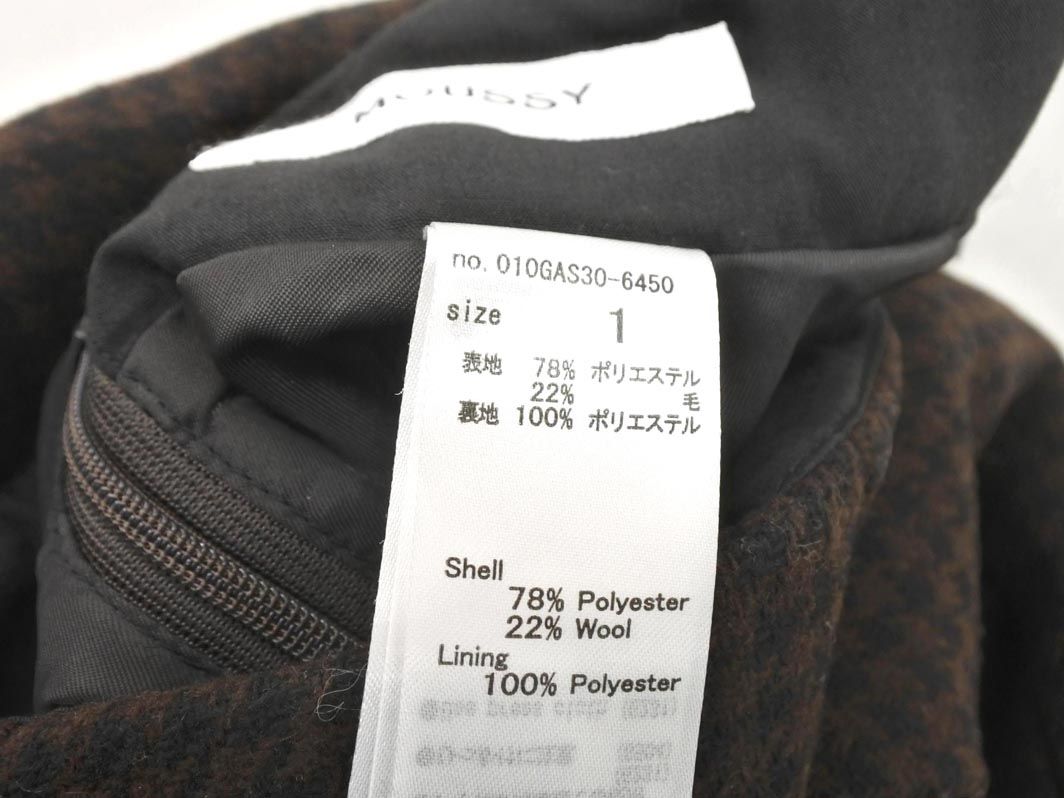 MOUSSY
no. 010GAS30-6450
size 1
表地 78% ポリエステル
22% 毛
裏地 100% ポリエステル
Shell
78% Polyester
22% Wool
Lining
100% Polyester